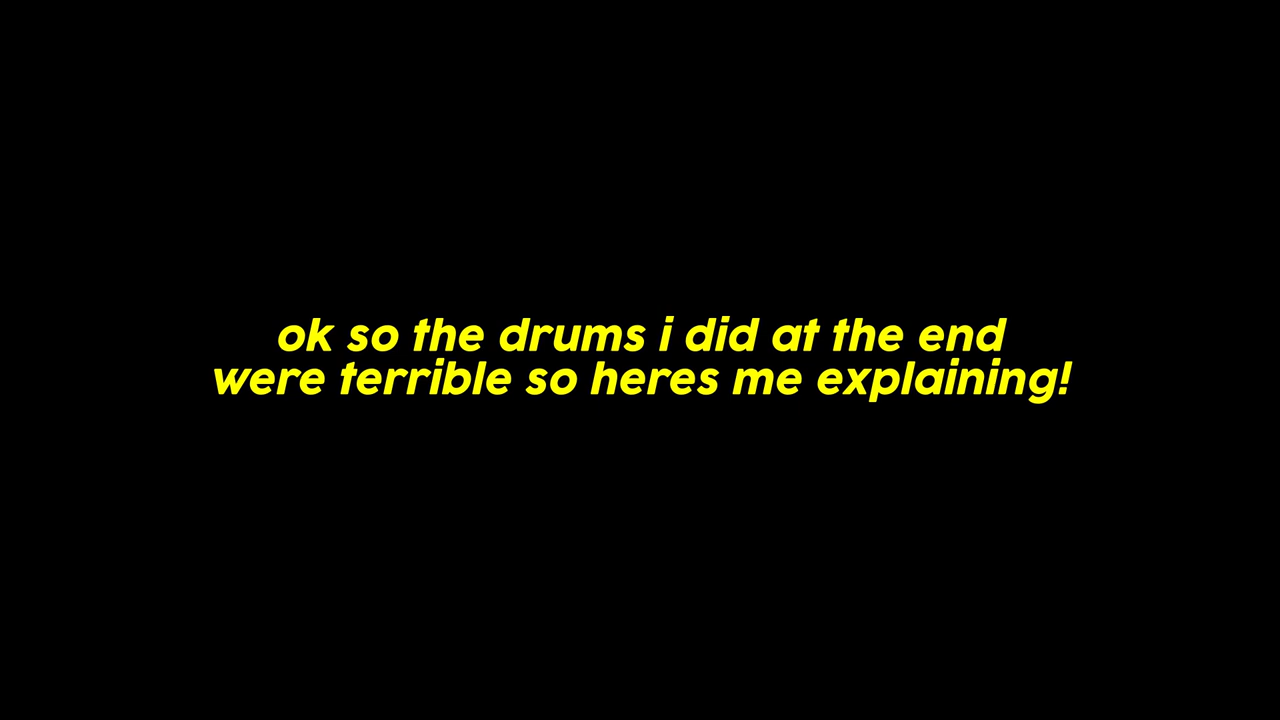 ok so the drums i did at the end
were terrible so heres me explaining!